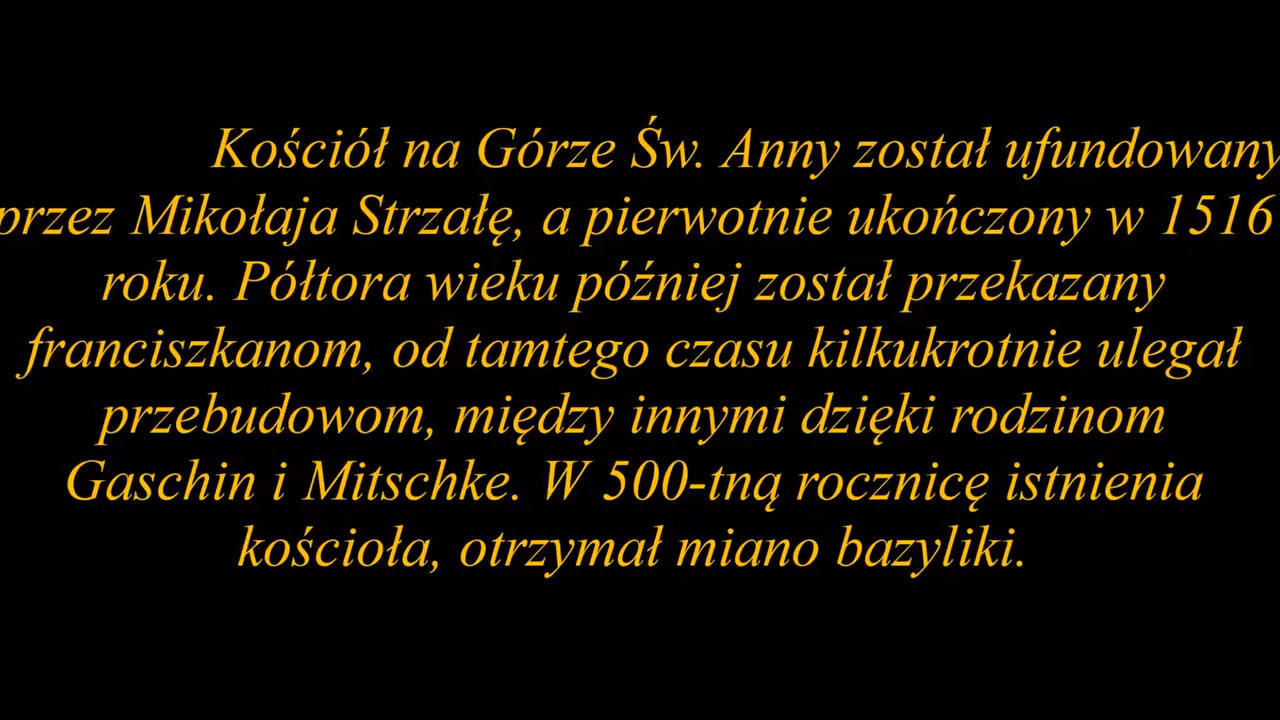 Kościół na Górze Św. Anny został ufundowany
przez Mikołaja Strzałę, a pierwotnie ukończony w 1516
roku. Półtora wieku później został przekazany
franciszkanom, od tamtego czasu kilkukrotnie ulegał
przebudowom, między innymi dzięki rodzinom
Gaschin i Mitschke. W 500-tną rocznicę istnienia
kościoła, otrzymał miano bazyliki.